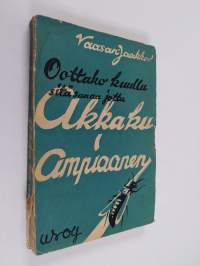 Vaasan Jaakkoo
Oottako kuullu
sitä sanaa jotta
Akkaku
i
Ampiaanen
WSOY